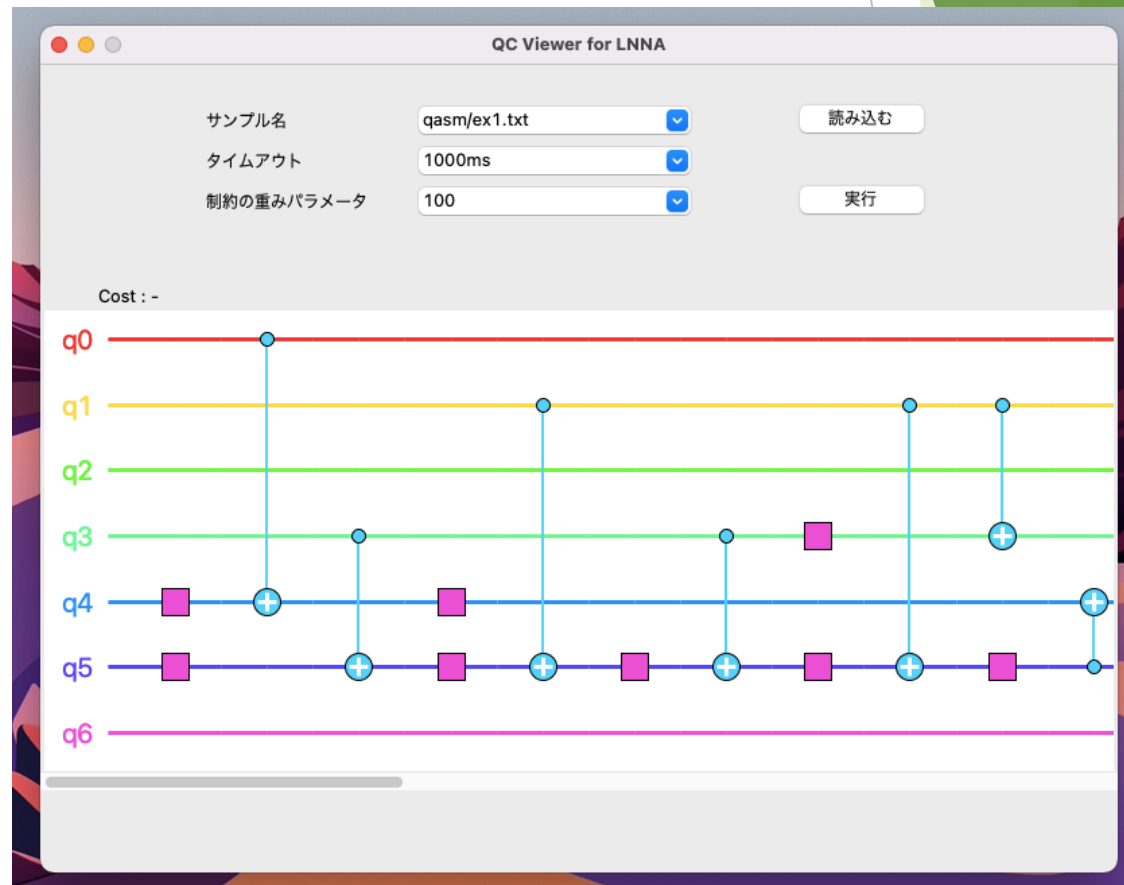 QC Viewer for LNNA
サンプル名 qasm/ex1.txt 読み込む
タイムアウト 1000ms
制約の重みパラメータ 100 実行
Cost : -
q0
q1
q2
q3
q4
q5
q6